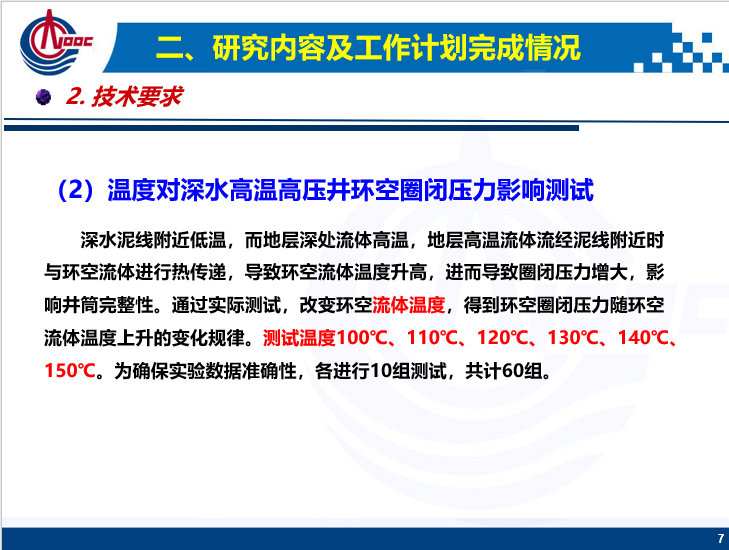 CNOOC
二、研究内容及工作计划完成情况
2. 技术要求
（2）温度对深水高温高压井环空圈闭压力影响测试
深水泥线附近低温，而地层深处流体高温，地层高温流体流经泥线附近时
与环空流体进行热传递，导致环空流体温度升高，进而导致圈闭压力增大，影
响井筒完整性。通过实际测试，改变环空流体温度，得到环空圈闭压力随环空
流体温度上升的变化规律。测试温度100℃、110℃、120℃、130℃、140℃、
150℃。为确保实验数据准确性，各进行10组测试，共计60组。
7